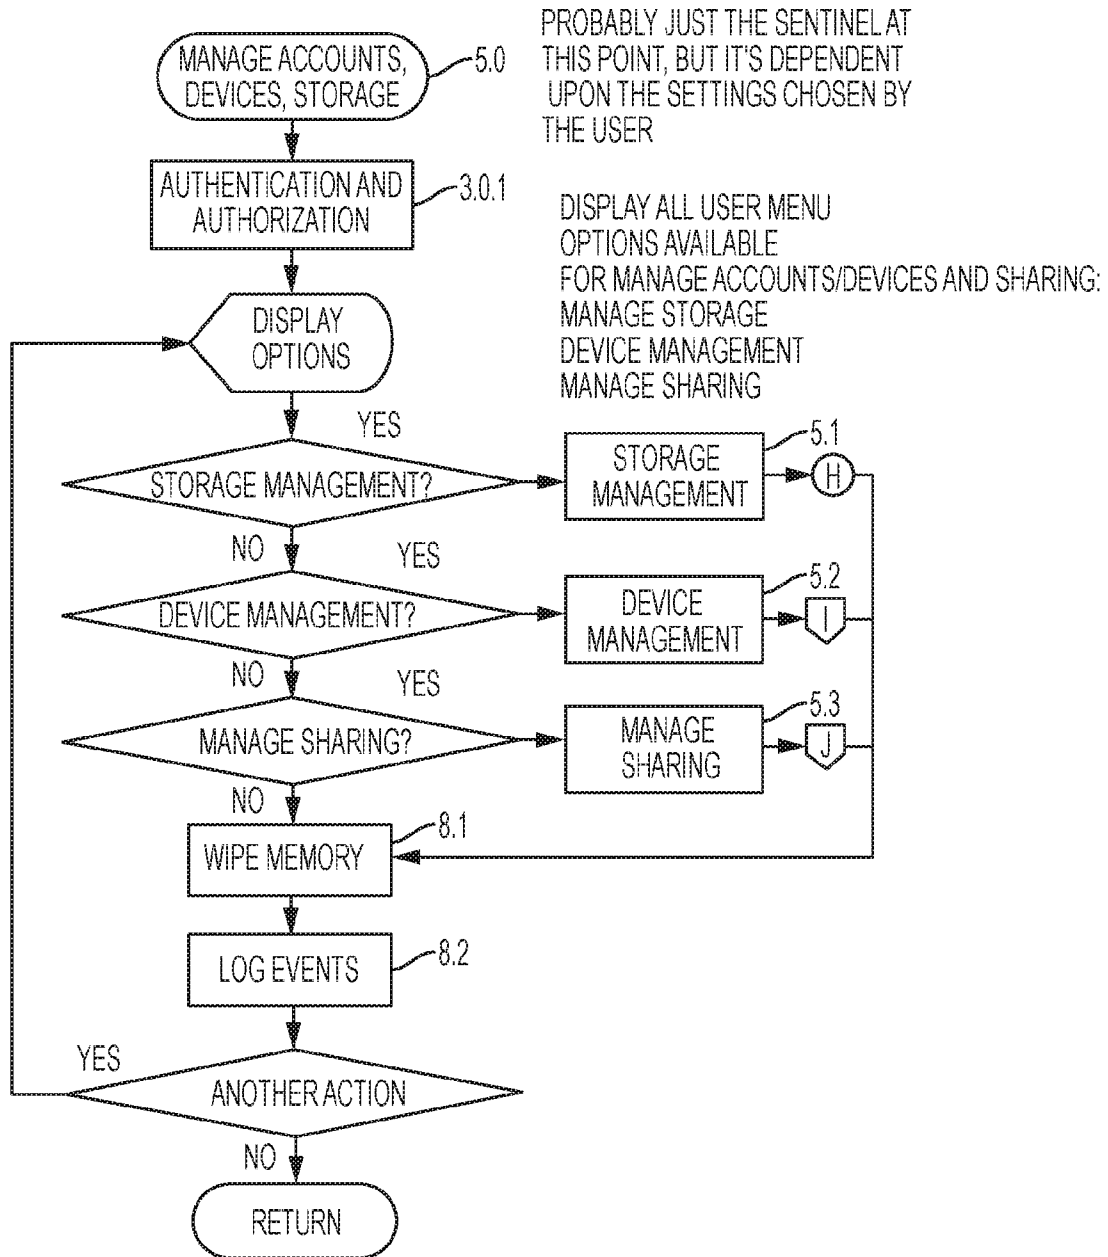 MANAGE ACCOUNTS,
DEVICES, STORAGE
5.0
PROBABLY JUST THE SENTINEL AT
THIS POINT, BUT IT'S DEPENDENT
UPON THE SETTINGS CHOSEN BY
THE USER
AUTHENTICATION AND
AUTHORIZATION
3.0.1
DISPLAY ALL USER MENU
OPTIONS AVAILABLE
FOR MANAGE ACCOUNTS/DEVICES AND SHARING:
MANAGE STORAGE
DEVICE MANAGEMENT
MANAGE SHARING
DISPLAY
OPTIONS
YES
STORAGE MANAGEMENT?
STORAGE
MANAGEMENT
5.1
H
NO
YES
DEVICE MANAGEMENT?
DEVICE
MANAGEMENT
5.2
I
NO
YES
MANAGE SHARING?
MANAGE
SHARING
5.3
J
NO
WIPE MEMORY
8.1
LOG EVENTS
8.2
YES
ANOTHER ACTION
NO
RETURN